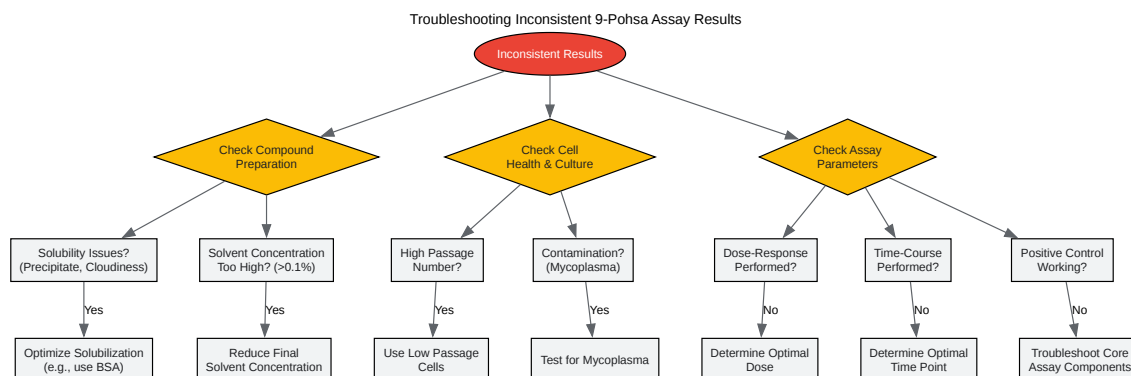 Troubleshooting Inconsistent 9-Pohsa Assay Results
Inconsistent Results
Check Compound
Preparation
Check Cell
Health & Culture
Check Assay
Parameters
Solubility Issues?
(Precipitate, Cloudiness)
Solvent Concentration
Too High? (>0.1%)
High Passage
Number?
Contamination?
(Mycoplasma)
Dose-Response
Performed?
Time-Course
Performed?
Positive Control
Working?
Yes
Yes
Yes
Yes
No
No
No
Optimize Solubilization
(e.g., use BSA)
Reduce Final
Solvent Concentration
Use Low Passage
Cells
Test for Mycoplasma
Determine Optimal
Dose
Determine Optimal
Time Point
Troubleshoot Core
Assay Components